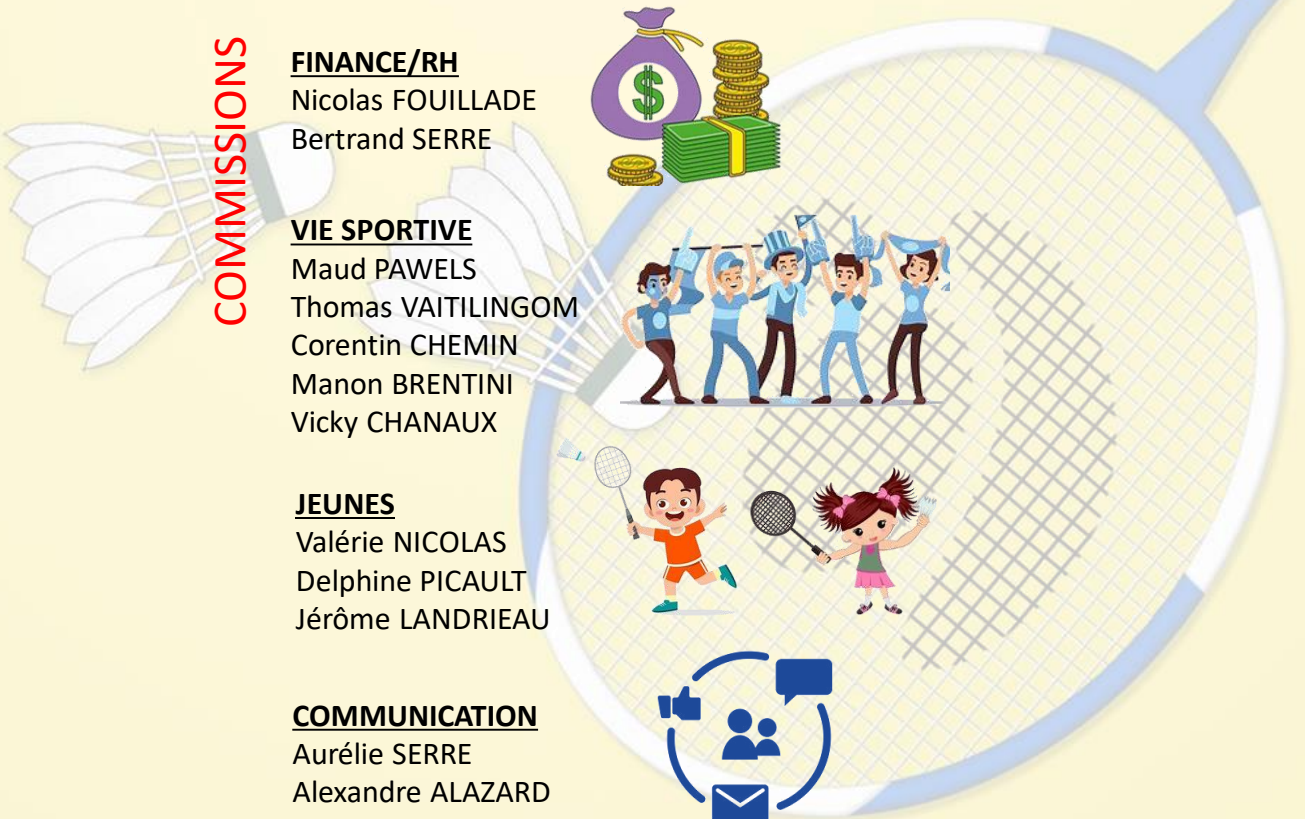 COMMISSIONS
FINANCE/RH
Nicolas FOUILLADE
Bertrand SERRE
$
VIE SPORTIVE
Maud PAWELS
Thomas VAITILINGOM
Corentin CHEMIN
Manon BRENTINI
Vicky CHANAUX
JEUNES
Valérie NICOLAS
Delphine PICAULT
Jérôme LANDRIEAU
COMMUNICATION
Aurélie SERRE
Alexandre ALAZARD